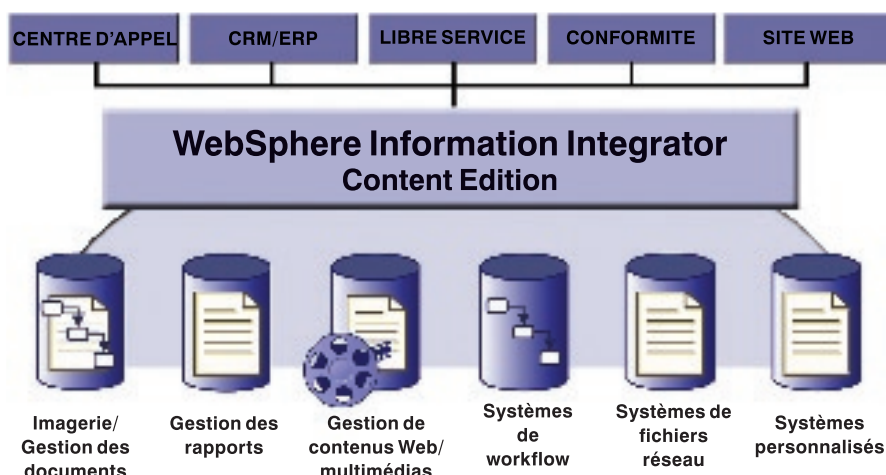 CENTRE D'APPEL
CRM/ERP
LIBRE SERVICE
CONFORMITE
SITE WEB
WebSphere Information Integrator
Content Edition
Imagerie/
Gestion des
documents
Gestion des
rapports
Gestion de
contenus Web/
multimédias
Systèmes
de
workflow
Systèmes de
fichiers
réseau
Systèmes
personnalisés